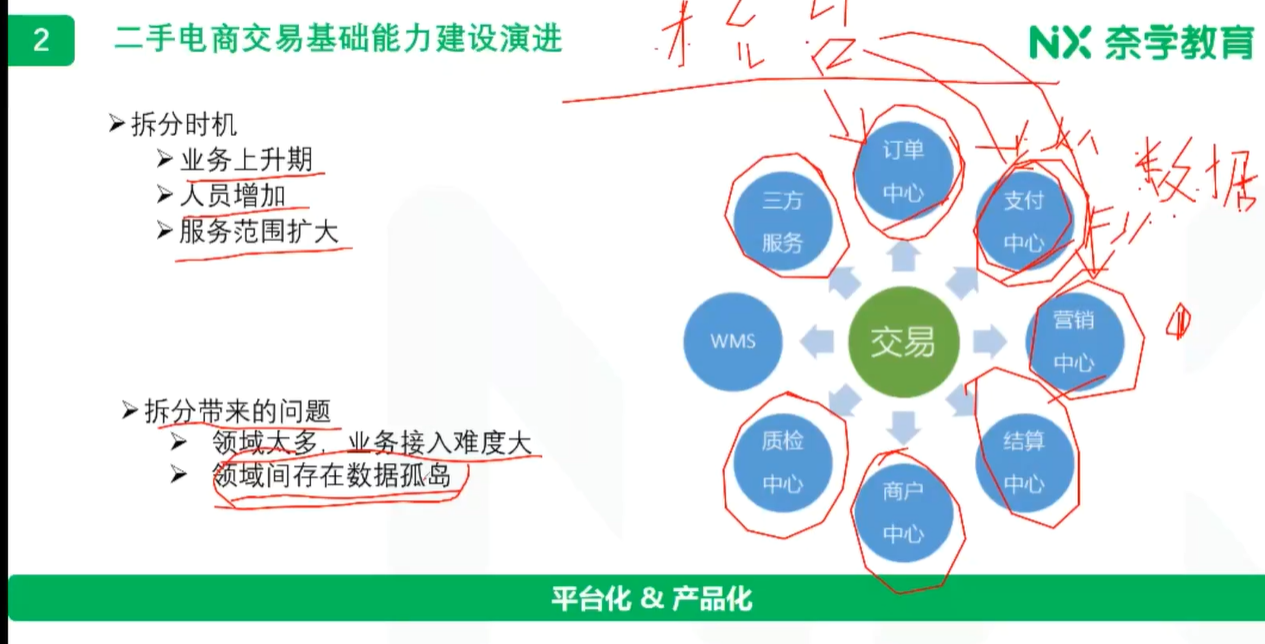 2
二手电商交易基础能力建设演进
NX 奈学教育
➤拆分时机
➤业务上升期
➤人员增加
➤服务范围扩大
➤拆分带来的问题
➤ 领域太多,业务接入难度大
➤ 领域间存在数据孤岛
订单
中心
支付
中心
营销
中心
结算
中心
商户
中心
质检
中心
WMS
三方
服务
交易
数据
平台化 & 产品化